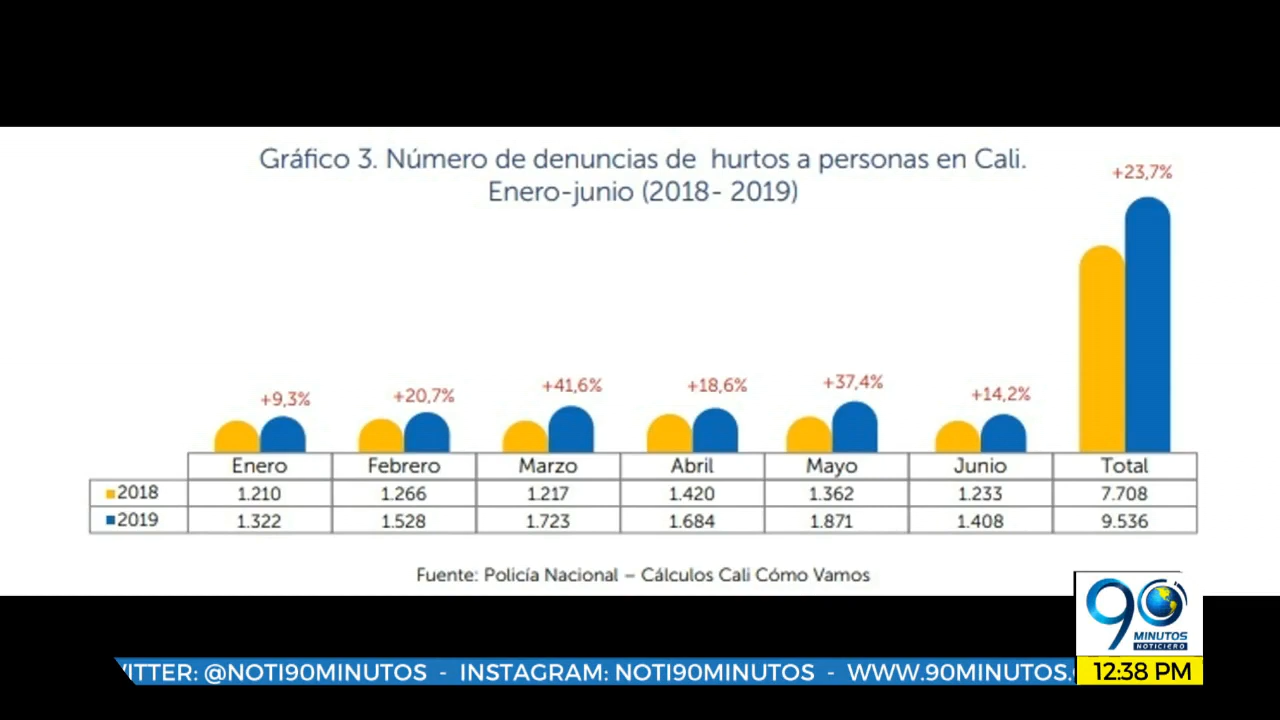 Gráfico 3. Número de denuncias de hurtos a personas en Cali.
Enero-junio (2018- 2019)
+23,7%
+9,3% +20,7% +41,6% +18,6% +37,4% +14,2%
Enero Febrero Marzo Abril Mayo Junio Total
2018 1.210 1.266 1.217 1.420 1.362 1.233 7.708
2019 1.322 1.528 1.723 1.684 1.871 1.408 9.536
Fuente: Policía Nacional – Cálculos Cali Cómo Vamos
90
MINUTOS
NOTICIERO
ITTER: @NOTI90MINUTOS - INSTAGRAM: NOTI90MINUTOS - WWW.90MINUTOS.
12:38 PM